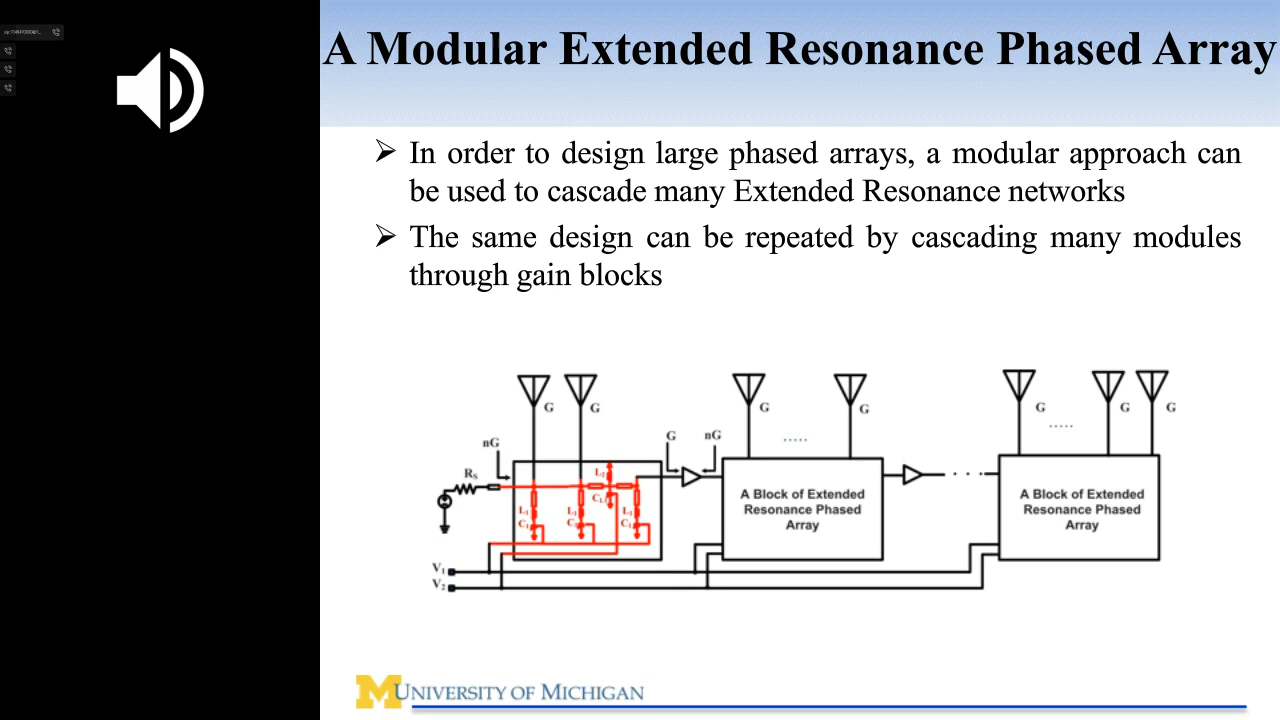 A Modular Extended Resonance Phased Array
➢ In order to design large phased arrays, a modular approach can
be used to cascade many Extended Resonance networks
➢ The same design can be repeated by cascading many modules
through gain blocks
G G G G G G G
nG G nG
..... .....
Rs
L1 L1 L2 L1
C1 C1
A Block of Extended
Resonance Phased
Array
A Block of Extended
Resonance Phased
Array
V1
V2
M UNIVERSITY OF MICHIGAN